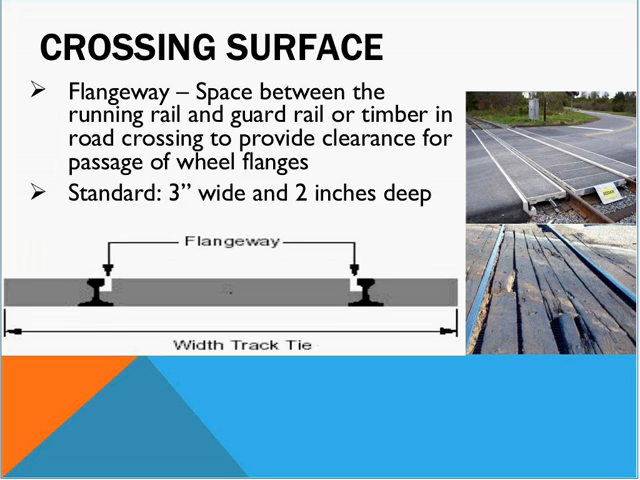 CROSSING SURFACE
➢ Flangeway – Space between the
running rail and guard rail or timber in
road crossing to provide clearance for
passage of wheel flanges
➢ Standard: 3” wide and 2 inches deep
Flangeway
Width Track Tie